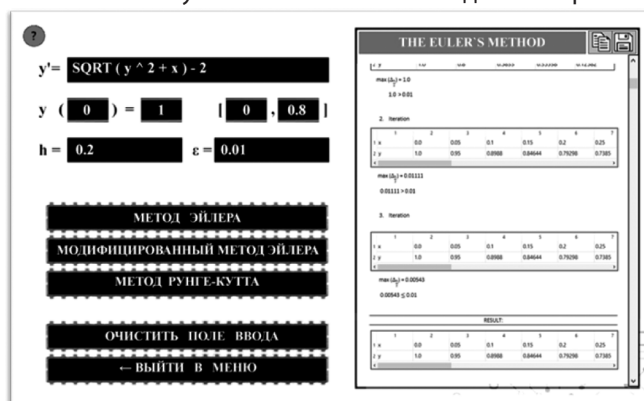 ?
y'= SQRT ( y ^ 2 + x ) - 2
y ( 0 ) = 1 [ 0 , 0.8 ]
h = 0.2 ε = 0.01
МЕТОД ЭЙЛЕРА
МОДИФИЦИРОВАННЫЙ МЕТОД ЭЙЛЕРА
МЕТОД РУНГЕ-КУТТА
ОЧИСТИТЬ ПОЛЕ ВВОДА
← ВЫЙТИ В МЕНЮ
THE EULER`S METHOD
max = 1.0
1.0 > 0.01
2. Iteration
1 2 3 4 5 6 7
1 x 0.0 0.05 0.1 0.15 0.2 0.25
2 y 1.0 0.95 0.8988 0.84644 0.79298 0.7385
max = 0.01111
0.01111 > 0.01
3. Iteration
1 2 3 4 5 6 7
1 x 0.0 0.05 0.1 0.15 0.2 0.25
2 y 1.0 0.95 0.8988 0.84644 0.79298 0.7385
max = 0.00543
0.00543 ≤ 0.01
RESULT:
1 2 3 4 5 6 7
1 x 0.0 0.05 0.1 0.15 0.2 0.25
2 y 1.0 0.95 0.8988 0.84644 0.79298 0.7385